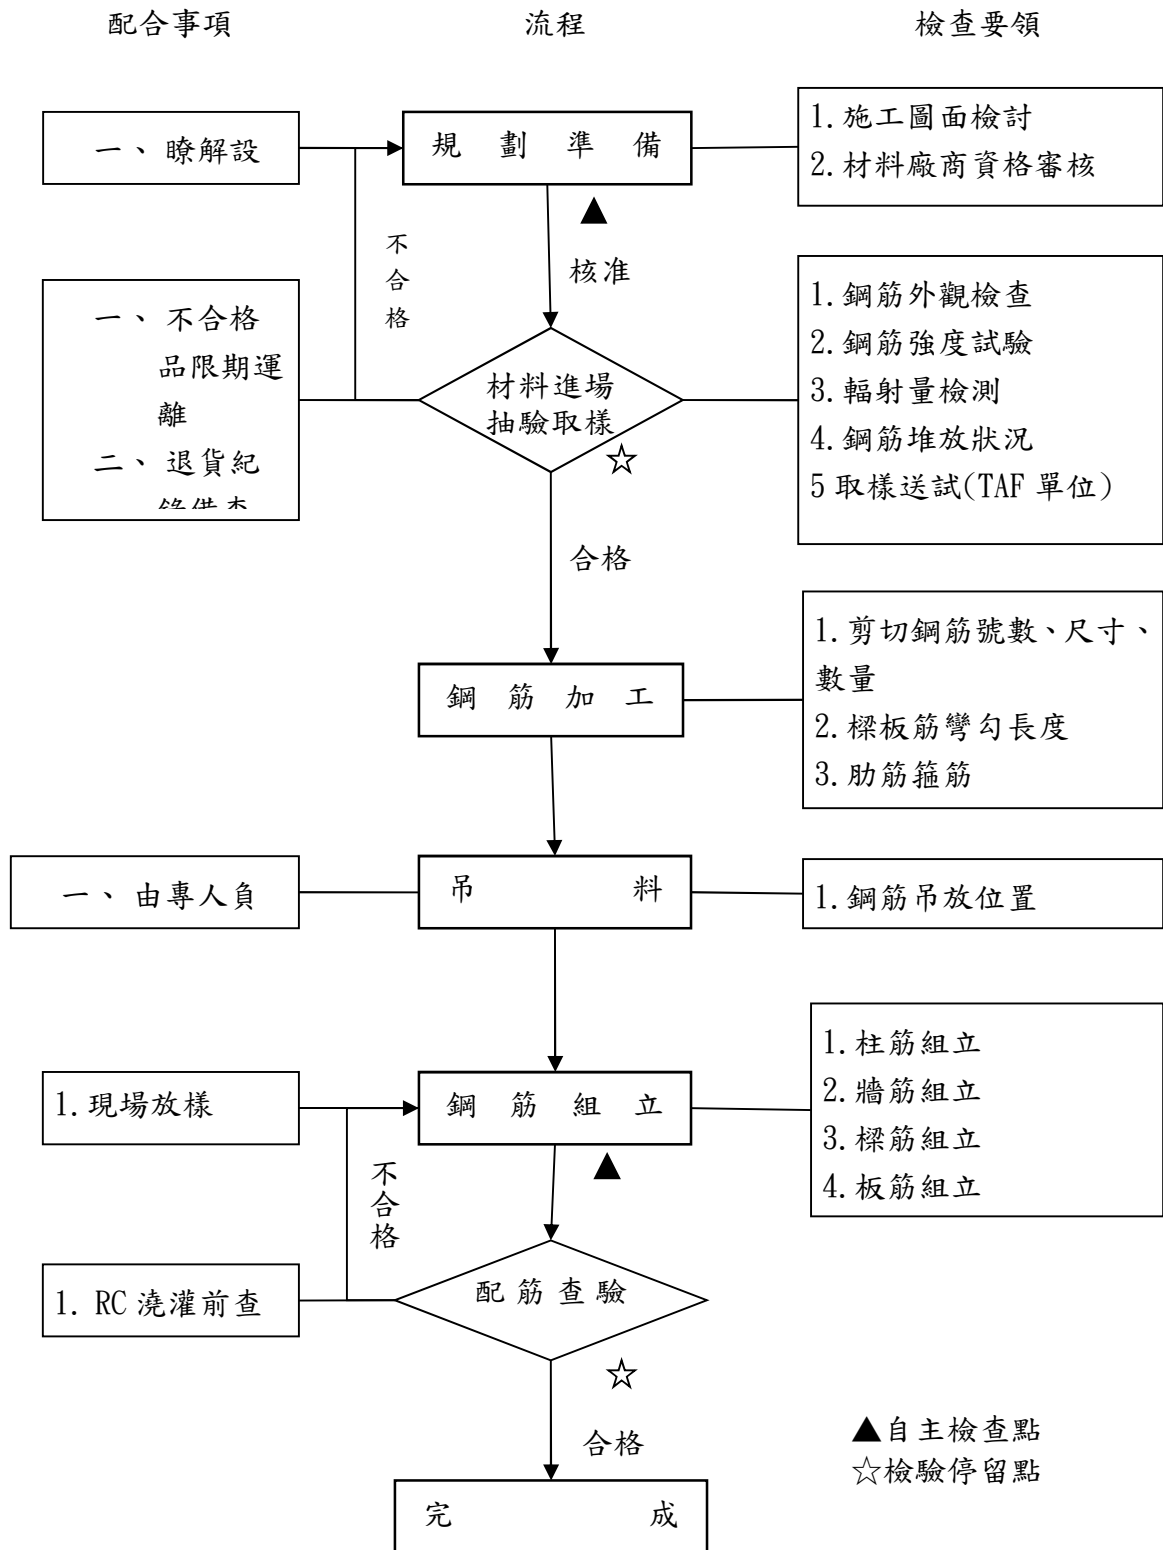 配合事項
流程
檢查要領
一、 瞭解設
規劃準備
1.施工圖面檢討
2.材料廠商資格審核
▲
核准
不
合
格
一、 不合格
品限期運
離
二、 退貨紀
材料進場
抽驗取樣
☆
1.鋼筋外觀檢查
2.鋼筋強度試驗
3.輻射量檢測
4.鋼筋堆放狀況
5取樣送試(TAF單位)
合格
鋼筋加工
1.剪切鋼筋號數、尺寸、
數量
2.樑板筋彎勾長度
3.肋筋箍筋
一、 由專人負
吊料
1.鋼筋吊放位置
1.現場放樣
鋼筋組立
1.柱筋組立
2.牆筋組立
3.樑筋組立
4.板筋組立
▲
不
合
格
1. RC澆灌前查
配筋查驗
☆
合格
完成
▲自主檢查點
☆檢驗停留點